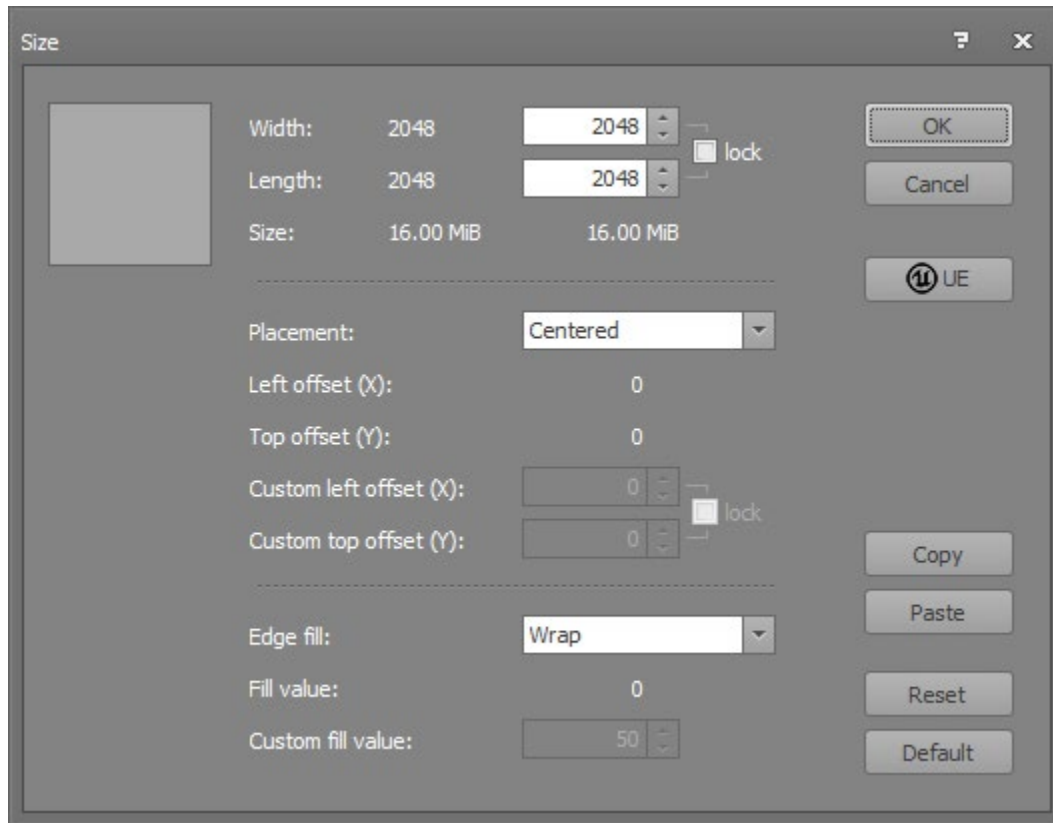 Size
Width: 2048 2048
lock
Length: 2048 2048
Size: 16.00 MiB 16.00 MiB
OK
Cancel
UE
Placement: Centered
Left offset (X): 0
Top offset (Y): 0
Custom left offset (X): 0
lock
Custom top offset (Y): 0
Copy
Paste
Edge fill: Wrap
Fill value: 0
Custom fill value: 50
Reset
Default